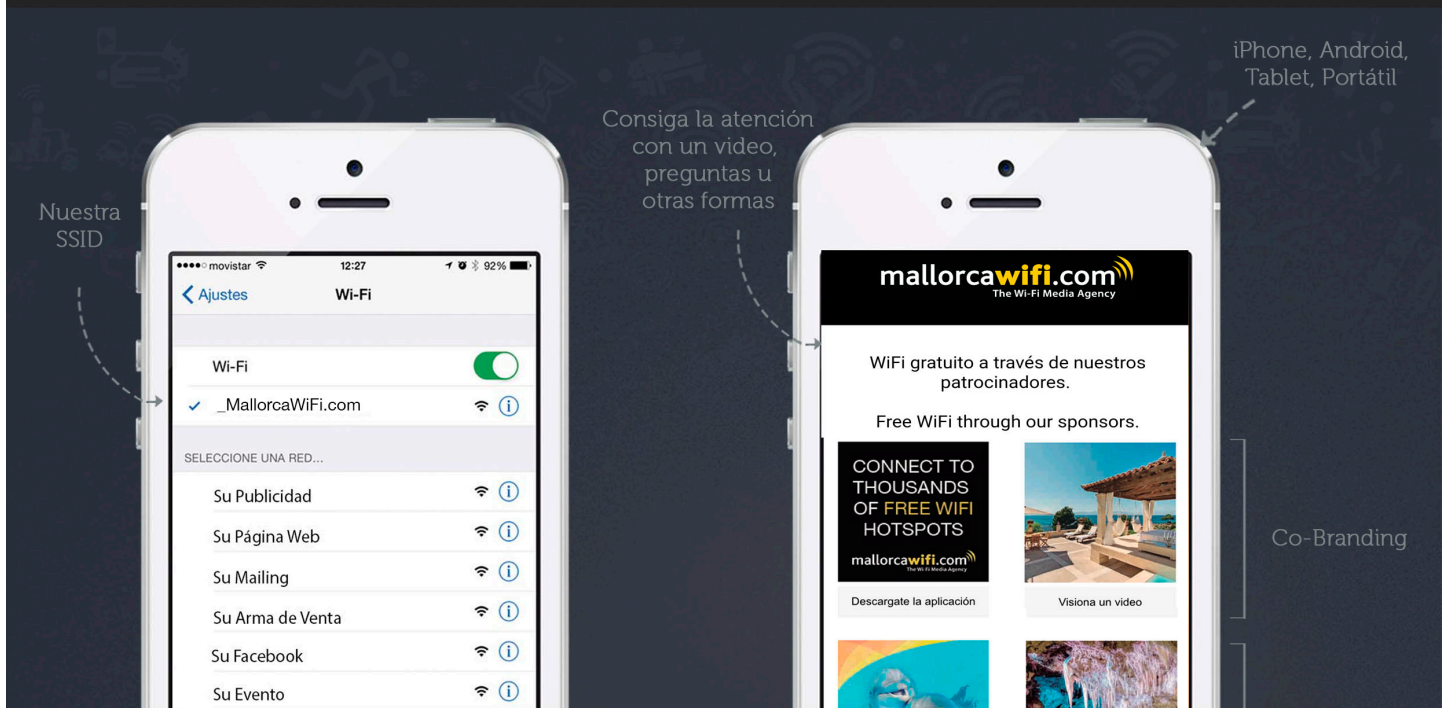 iPhone, Android,
Tablet, Portátil
Consiga la atención
con un video,
preguntas u
otras formas
Nuestra
SSID
movistar 12:27 92%
Ajustes Wi-Fi
Wi-Fi
_MallorcaWiFi.com
SELECCIONE UNA RED...
Su Publicidad
Su Página Web
Su Mailing
Su Arma de Venta
Su Facebook
Su Evento
mallorcawifi.com
The Wi-Fi Media Agency
WiFi gratuito a través de nuestros
patrocinadores.
Free WiFi through our sponsors.
CONNECT TO
THOUSANDS
OF FREE WIFI
HOTSPOTS
mallorcawifi.com
The Wi-Fi Media Agency
Descargate la aplicación
Visiona un video
Co-Branding